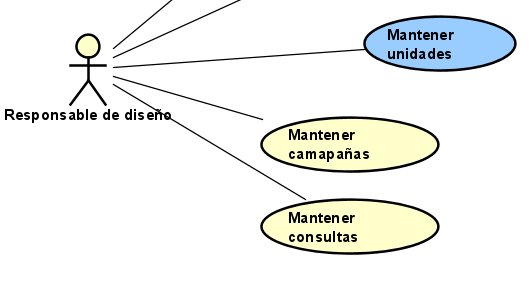 Mantener
unidades
Responsable de diseño
Mantener
camapañas
Mantener
consultas